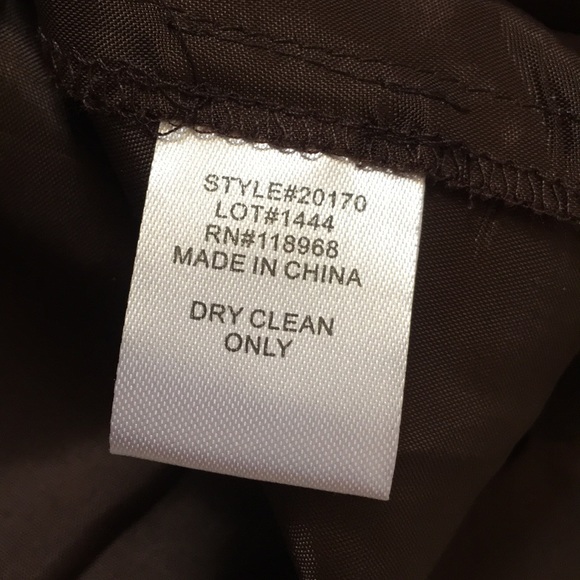 STYLE#20170
LOT#1444
RN#118968
MADE IN CHINA
DRY CLEAN
ONLY